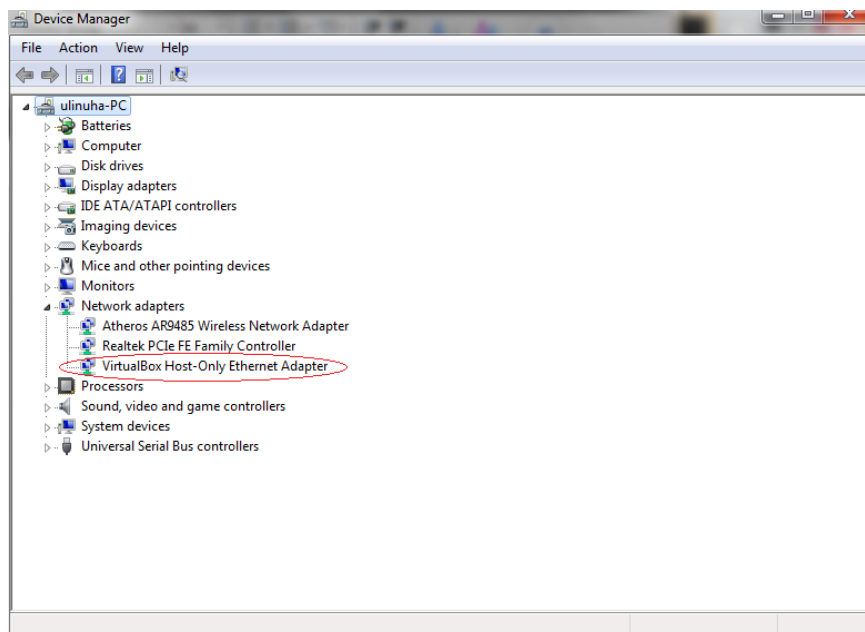 Device Manager
File Action View Help
ulinuha-PC
Batteries
Computer
Disk drives
Display adapters
IDE ATA/ATAPI controllers
Imaging devices
Keyboards
Mice and other pointing devices
Monitors
Network adapters
Atheros AR9485 Wireless Network Adapter
Realtek PCIe FE Family Controller
VirtualBox Host-Only Ethernet Adapter
Processors
Sound, video and game controllers
System devices
Universal Serial Bus controllers